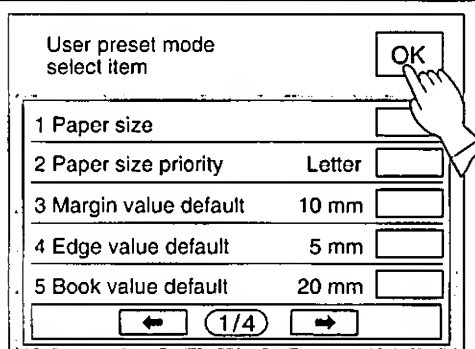 User preset mode
select item
OK
1 Paper size
2 Paper size priority Letter
3 Margin value default 10 mm
4 Edge value default 5 mm
5 Book value default 20 mm
← 1/4 →